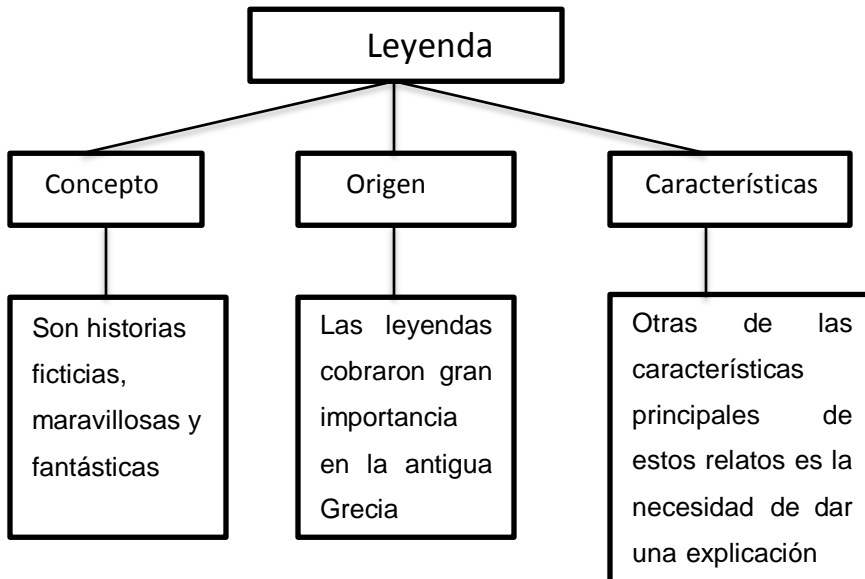 Leyenda
Concepto
Origen
Características
Son historias
ficticias,
maravillosas y
fantásticas
Las leyendas
cobraron gran
importancia
en la antigua
Grecia
Otras de las
características
principales de
estos relatos es la
necesidad de dar
una explicación